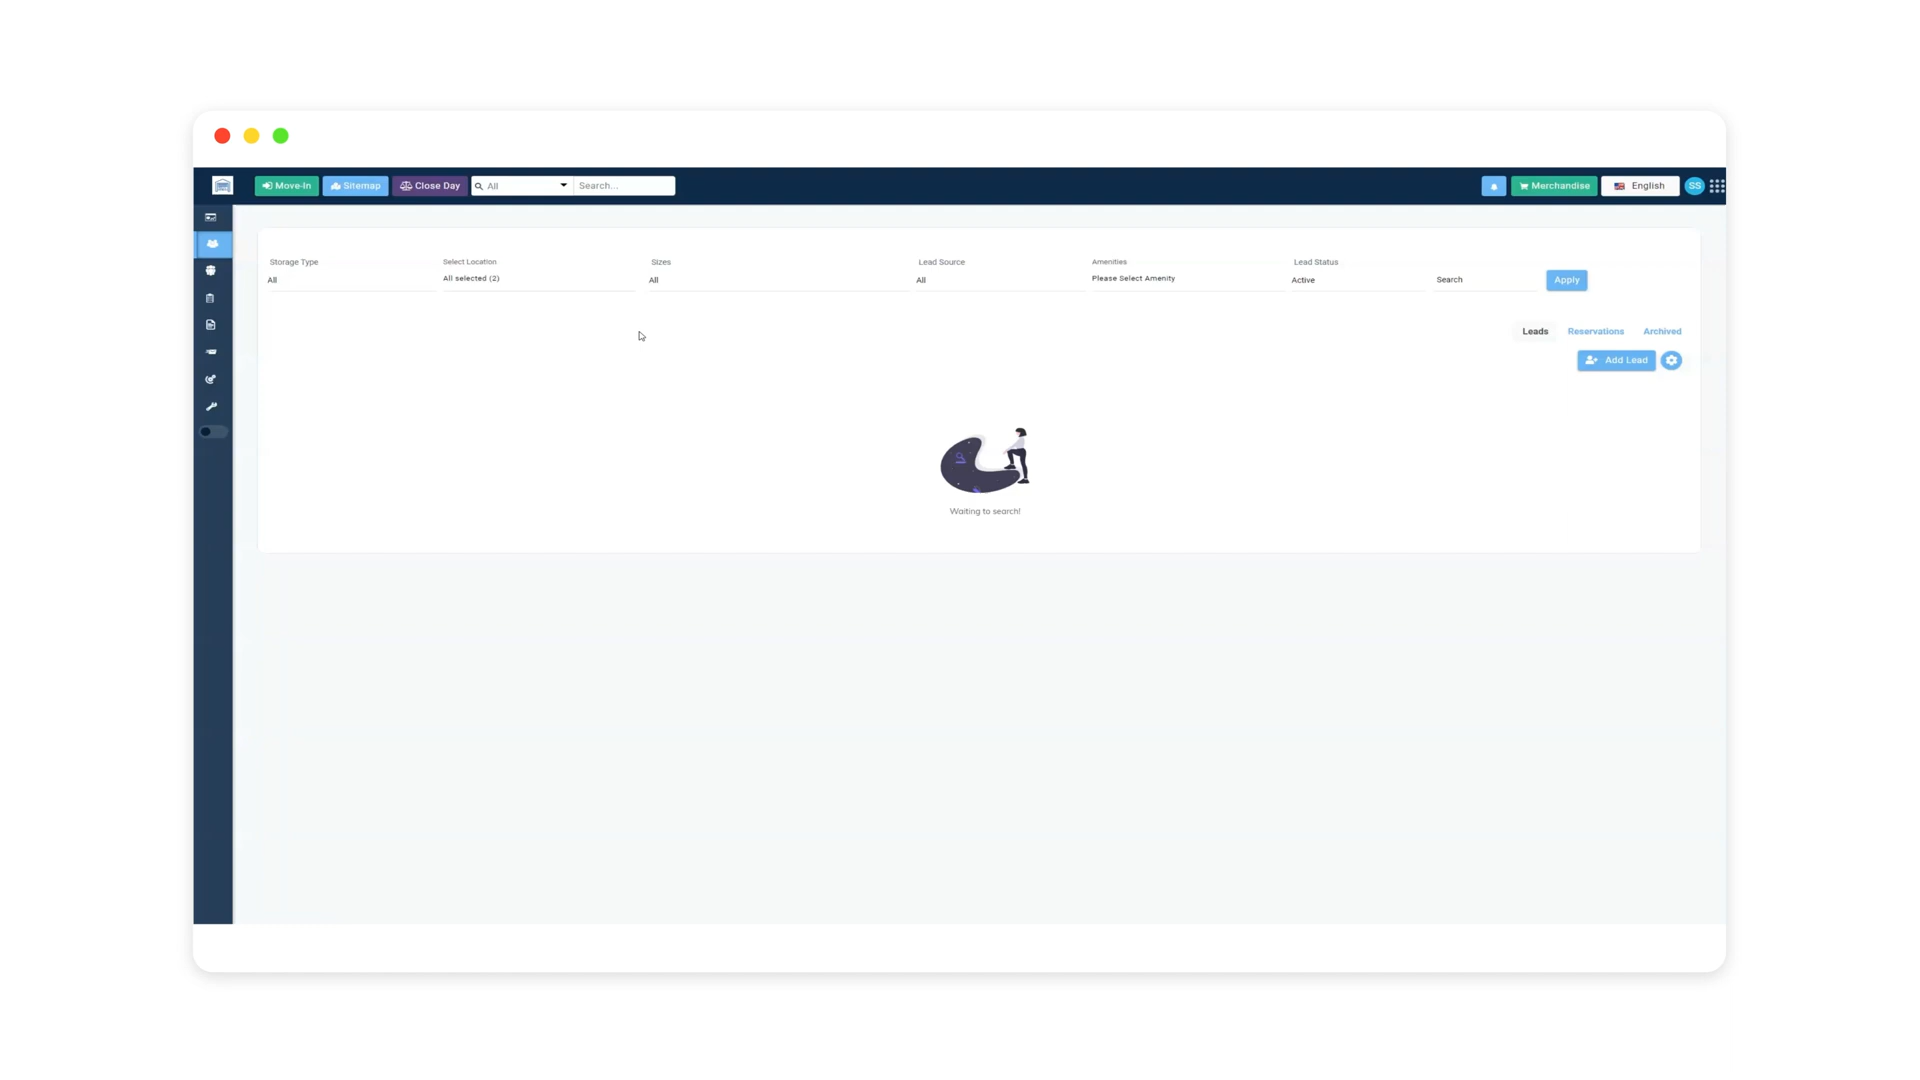 Move-In Sitemap Close Day All Search... Merchandise English SS
Storage Type Select Location Sizes Lead Source Amenities Lead Status
All All selected (2) All All Please Select Amenity Active Search Apply
Leads Reservations Archived
Add Lead
Waiting to search!